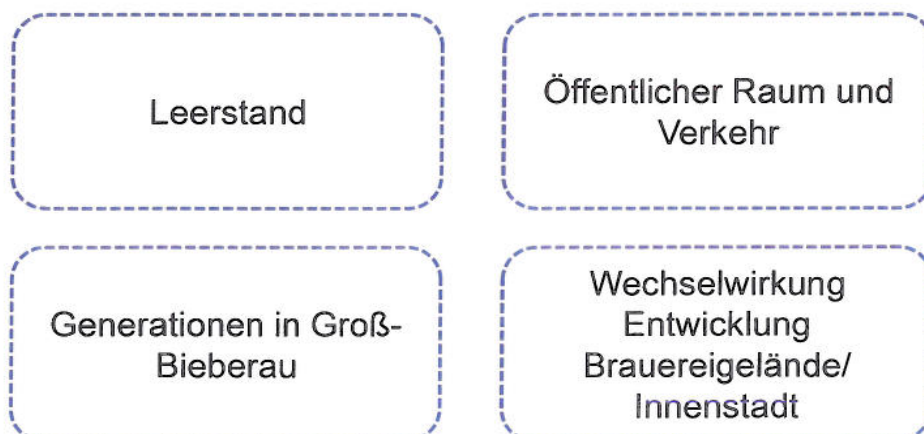 Leerstand
Öffentlicher Raum und
Verkehr
Generationen in Groß-
Bieberau
Wechselwirkung
Entwicklung
Brauereigelände/
Innenstadt